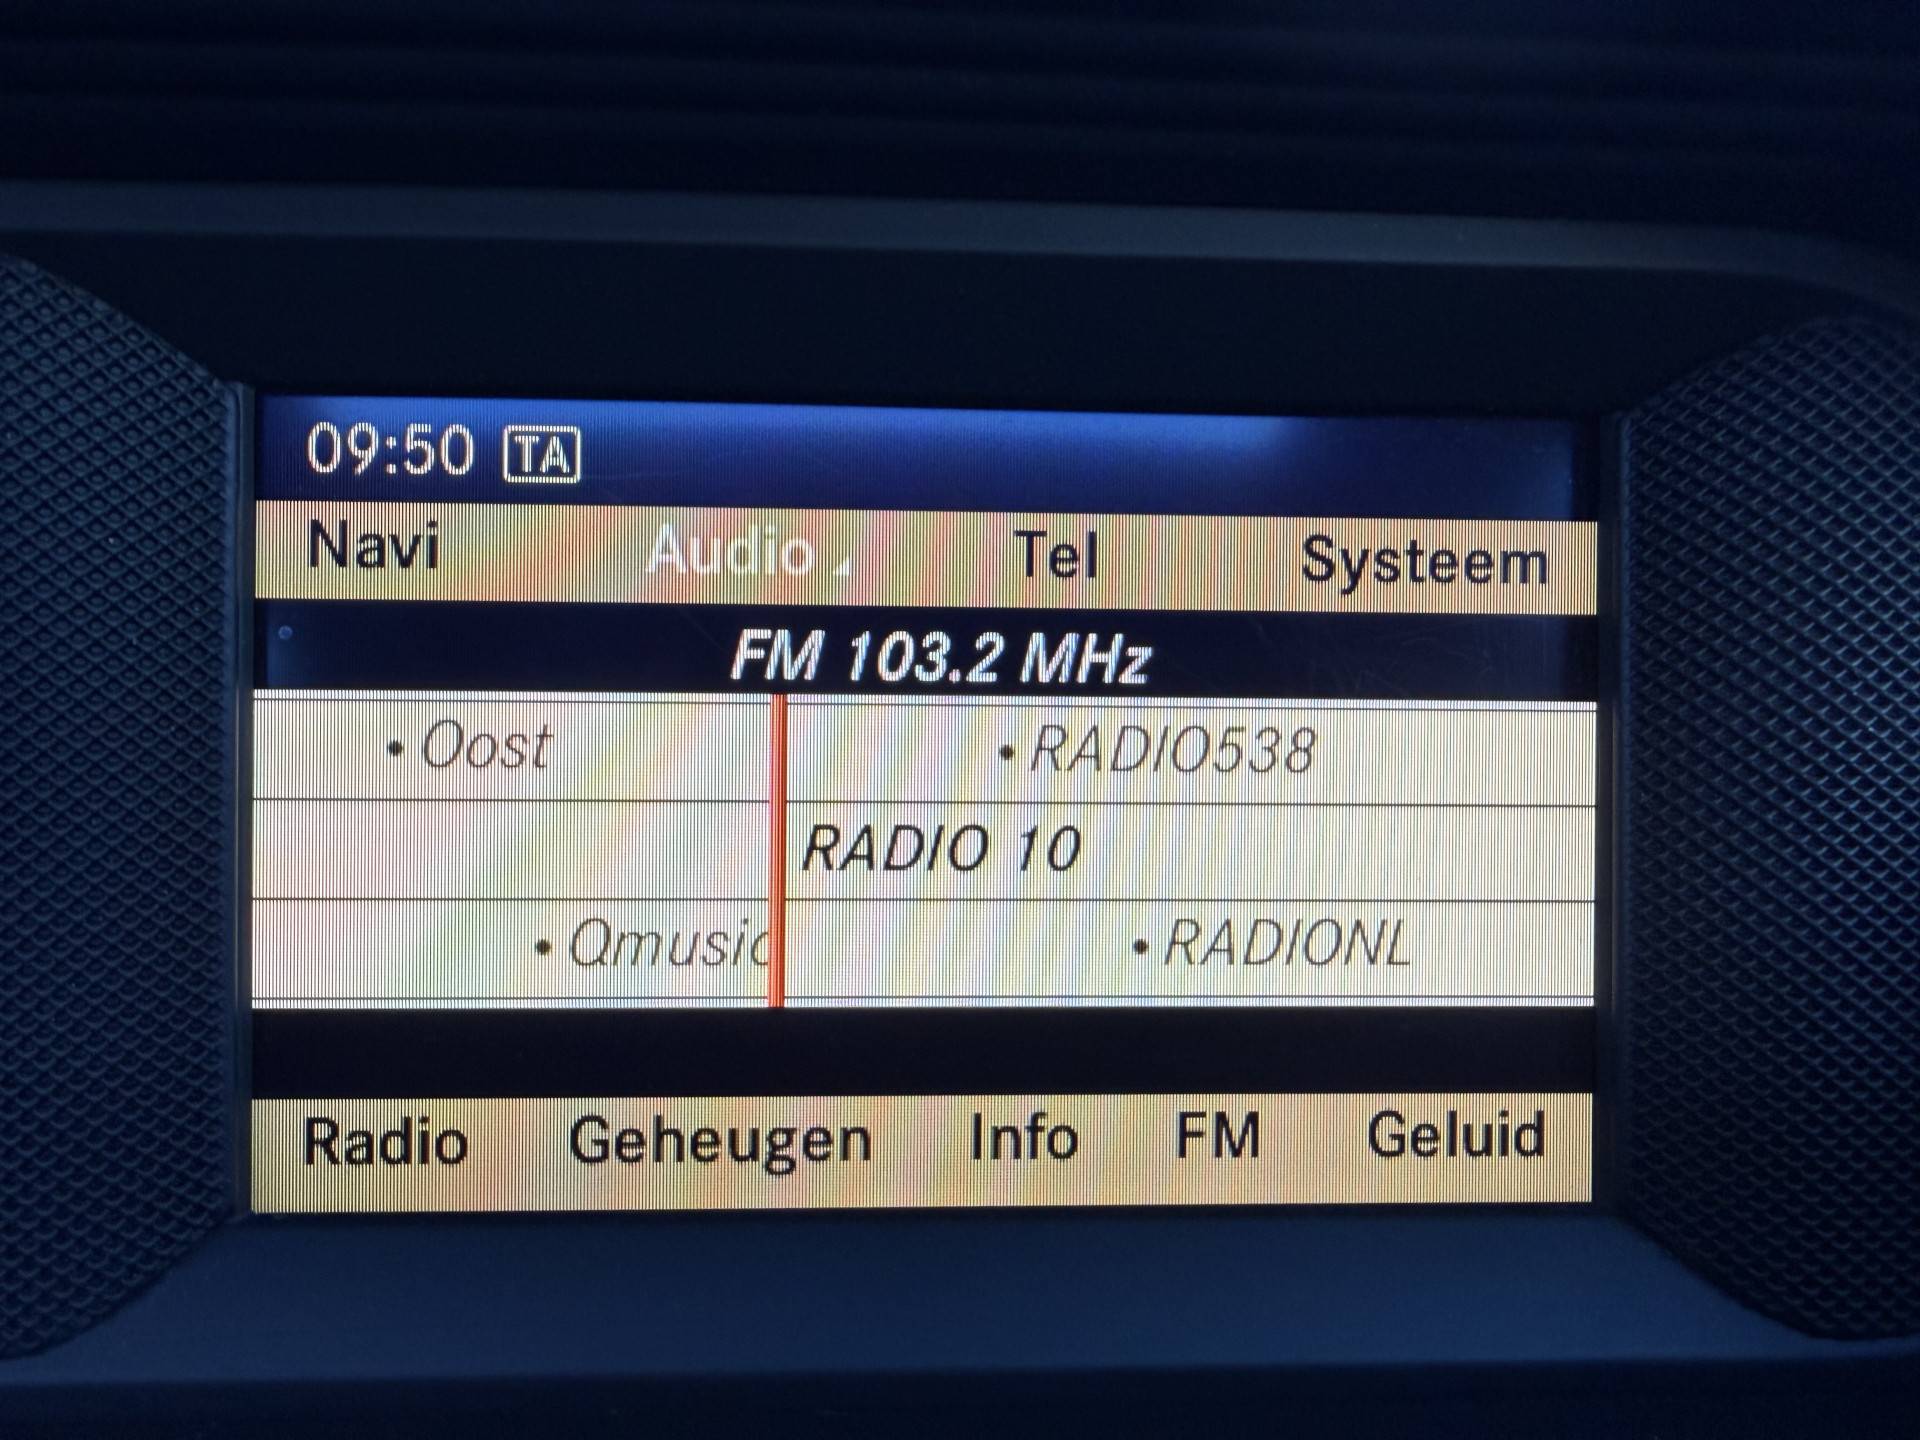 09:50 TA
Navi Audio Tel Systeem
FM 103.2 MHz
• Oost • RADIO538
RADIO 10
• Qmusic • RADIONL
Radio Geheugen Info FM Geluid